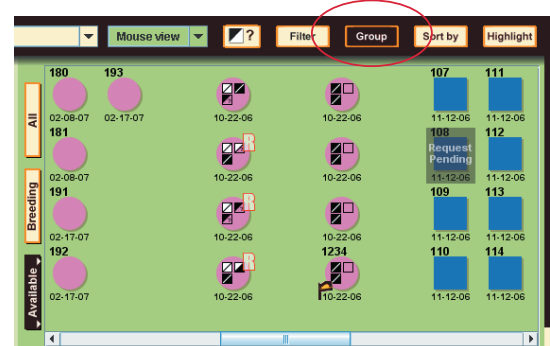 Mouse view ? Filter Group Sort by Highlight
180 193 107 111
02-08-07 02-17-07 10-22-06 10-22-06 11-12-06 11-12-06
All
181 R 108 112
Request
Pending
02-08-07 10-22-06 10-22-06 11-12-06 11-12-06
Breeding
191 R 109 113
02-17-07 10-22-06 10-22-06 11-12-06 11-12-06
192 R 1234 110 114
Available
02-17-07 10-22-06 10-22-06 11-12-06 11-12-06